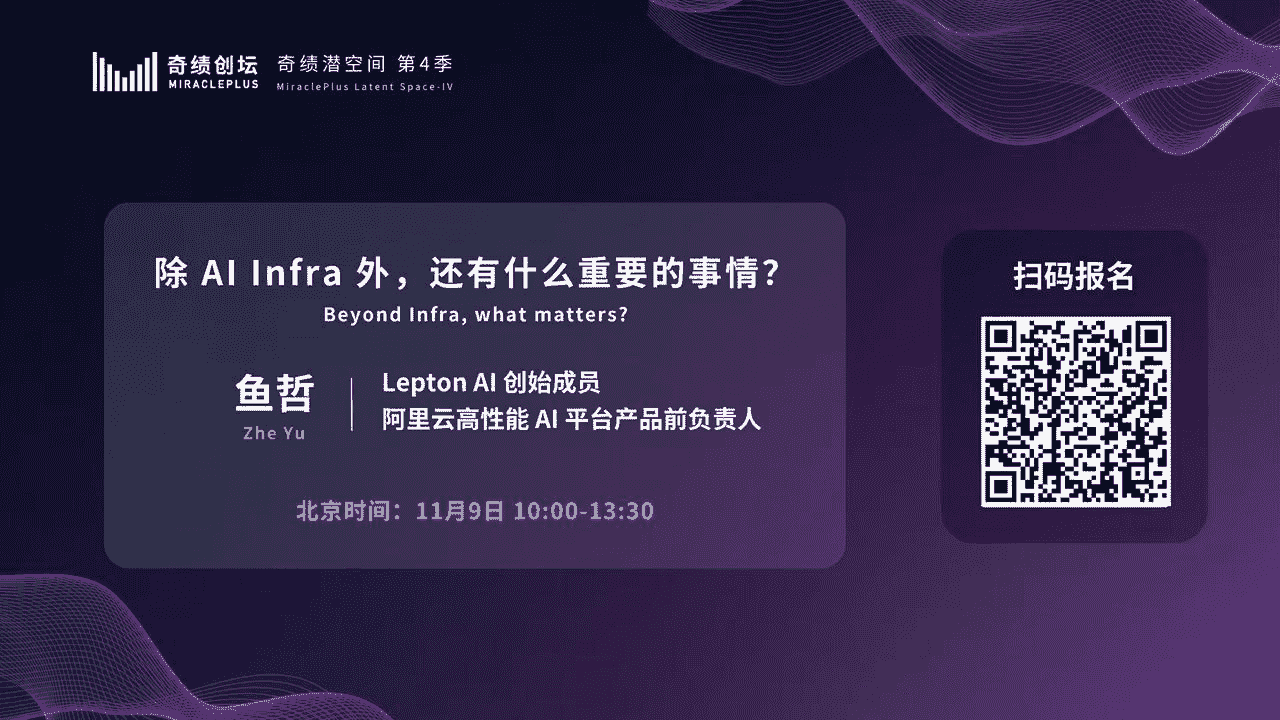 奇绩创坛
MIRACLEPLUS
奇绩潜空间 第4季
MiraclePlus Latent Space-IV
除 AI Infra 外，还有什么重要的事情？
Beyond Infra, what matters?
鱼哲
Zhe Yu
Lepton AI 创始成员
阿里云高性能 AI 平台产品前负责人
北京时间：11月9日 10:00-13:30
扫码报名